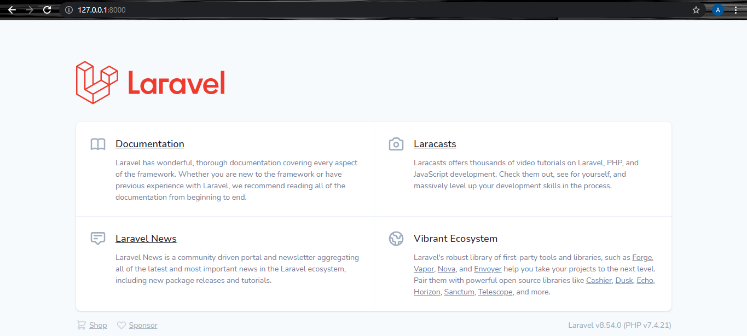 127.0.0.1:8000
A
Laravel
Documentation
Laravel has wonderful, thorough documentation covering every aspect
of the framework. Whether you are new to the framework or have
previous experience with Laravel, we recommend reading all of the
documentation from beginning to end.
Laracasts
Laracasts offers thousands of video tutorials on Laravel, PHP, and
JavaScript development. Check them out, see for yourself, and
massively level up your development skills in the process.
Laravel News
Laravel News is a community driven portal and newsletter aggregating
all of the latest and most important news in the Laravel ecosystem,
including new package releases and tutorials.
Vibrant Ecosystem
Laravel's robust library of first-party tools and libraries, such as Forge,
Vapor, Nova, and Envoyer help you take your projects to the next level.
Pair them with powerful open source libraries like Cashier, Dusk, Echo,
Horizon, Sanctum, Telescope, and more.
Shop Sponsor
Laravel v8.54.0 (PHP v7.4.21)